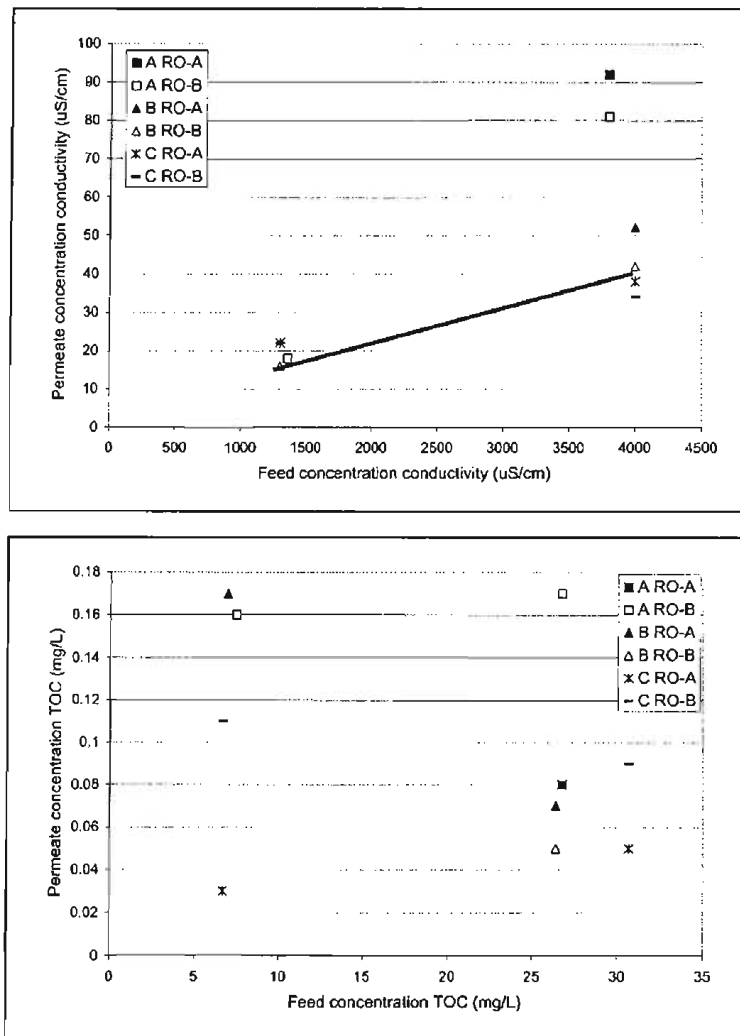 100
90
80
70
60
50
40
30
20
10
0
Permeate concentration conductivity (uS/cm)
A RO-A
A RO-B
B RO-A
B RO-B
C RO-A
C RO-B
0 500 1000 1500 2000 2500 3000 3500 4000 4500
Feed concentration conductivity (uS/cm)
0.18
0.16
0.14
0.12
0.1
0.08
0.06
0.04
0.02
0
Permeate concentration TOC (mg/L)
A RO-A
A RO-B
B RO-A
B RO-B
C RO-A
C RO-B
0 5 10 15 20 25 30 35
Feed concentration TOC (mg/L)